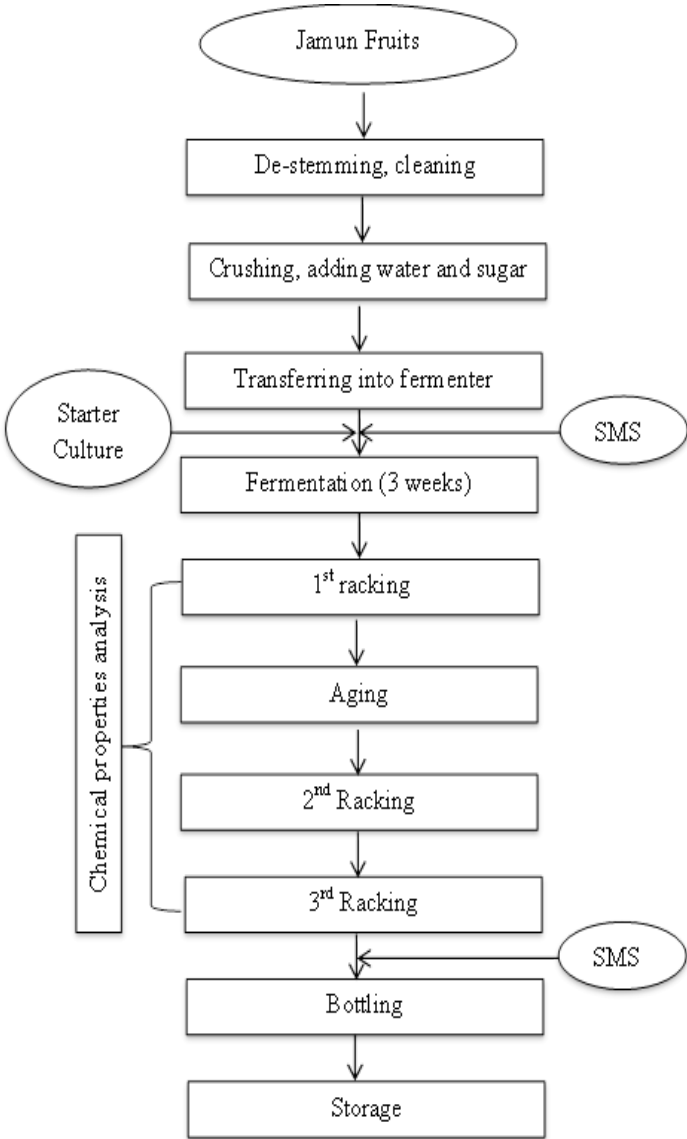 Jamun Fruits
De-stemming, cleaning
Crushing, adding water and sugar
Transferring into fermenter
Starter
Culture
SMS
Fermentation (3 weeks)
Chemical properties analysis
1st racking
Aging
2nd Racking
3rd Racking
SMS
Bottling
Storage